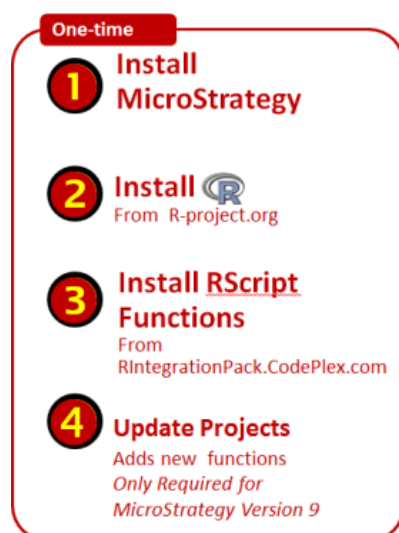 One-time
1
Install
MicroStrategy
2
Install R
From R-project.org
3
Install RScript
Functions
From
RIntegrationPack.CodePlex.com
4
Update Projects
Adds new functions
Only Required for
MicroStrategy Version 9